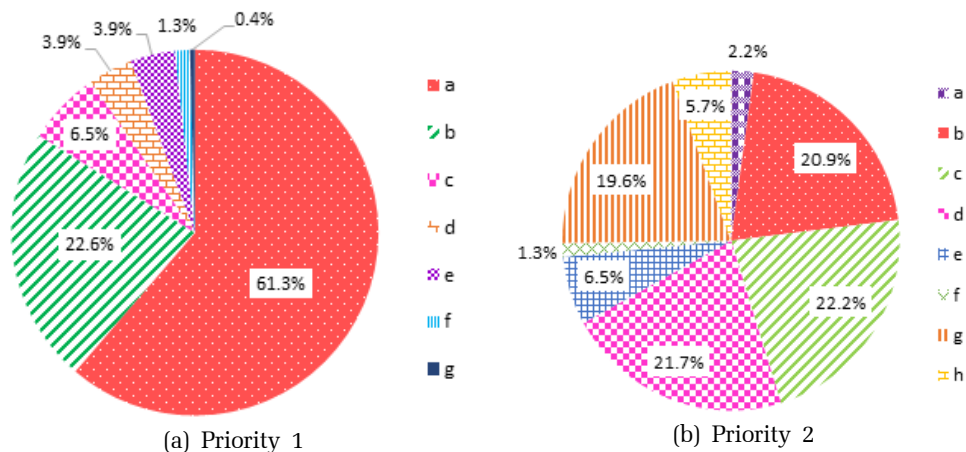 3.9%
3.9%
1.3%
0.4%
6.5%
22.6%
61.3%
a
b
c
d
e
f
g
(a) Priority 1
2.2%
5.7%
20.9%
19.6%
1.3%
6.5%
22.2%
21.7%
a
b
c
d
e
f
g
h
(b) Priority 2